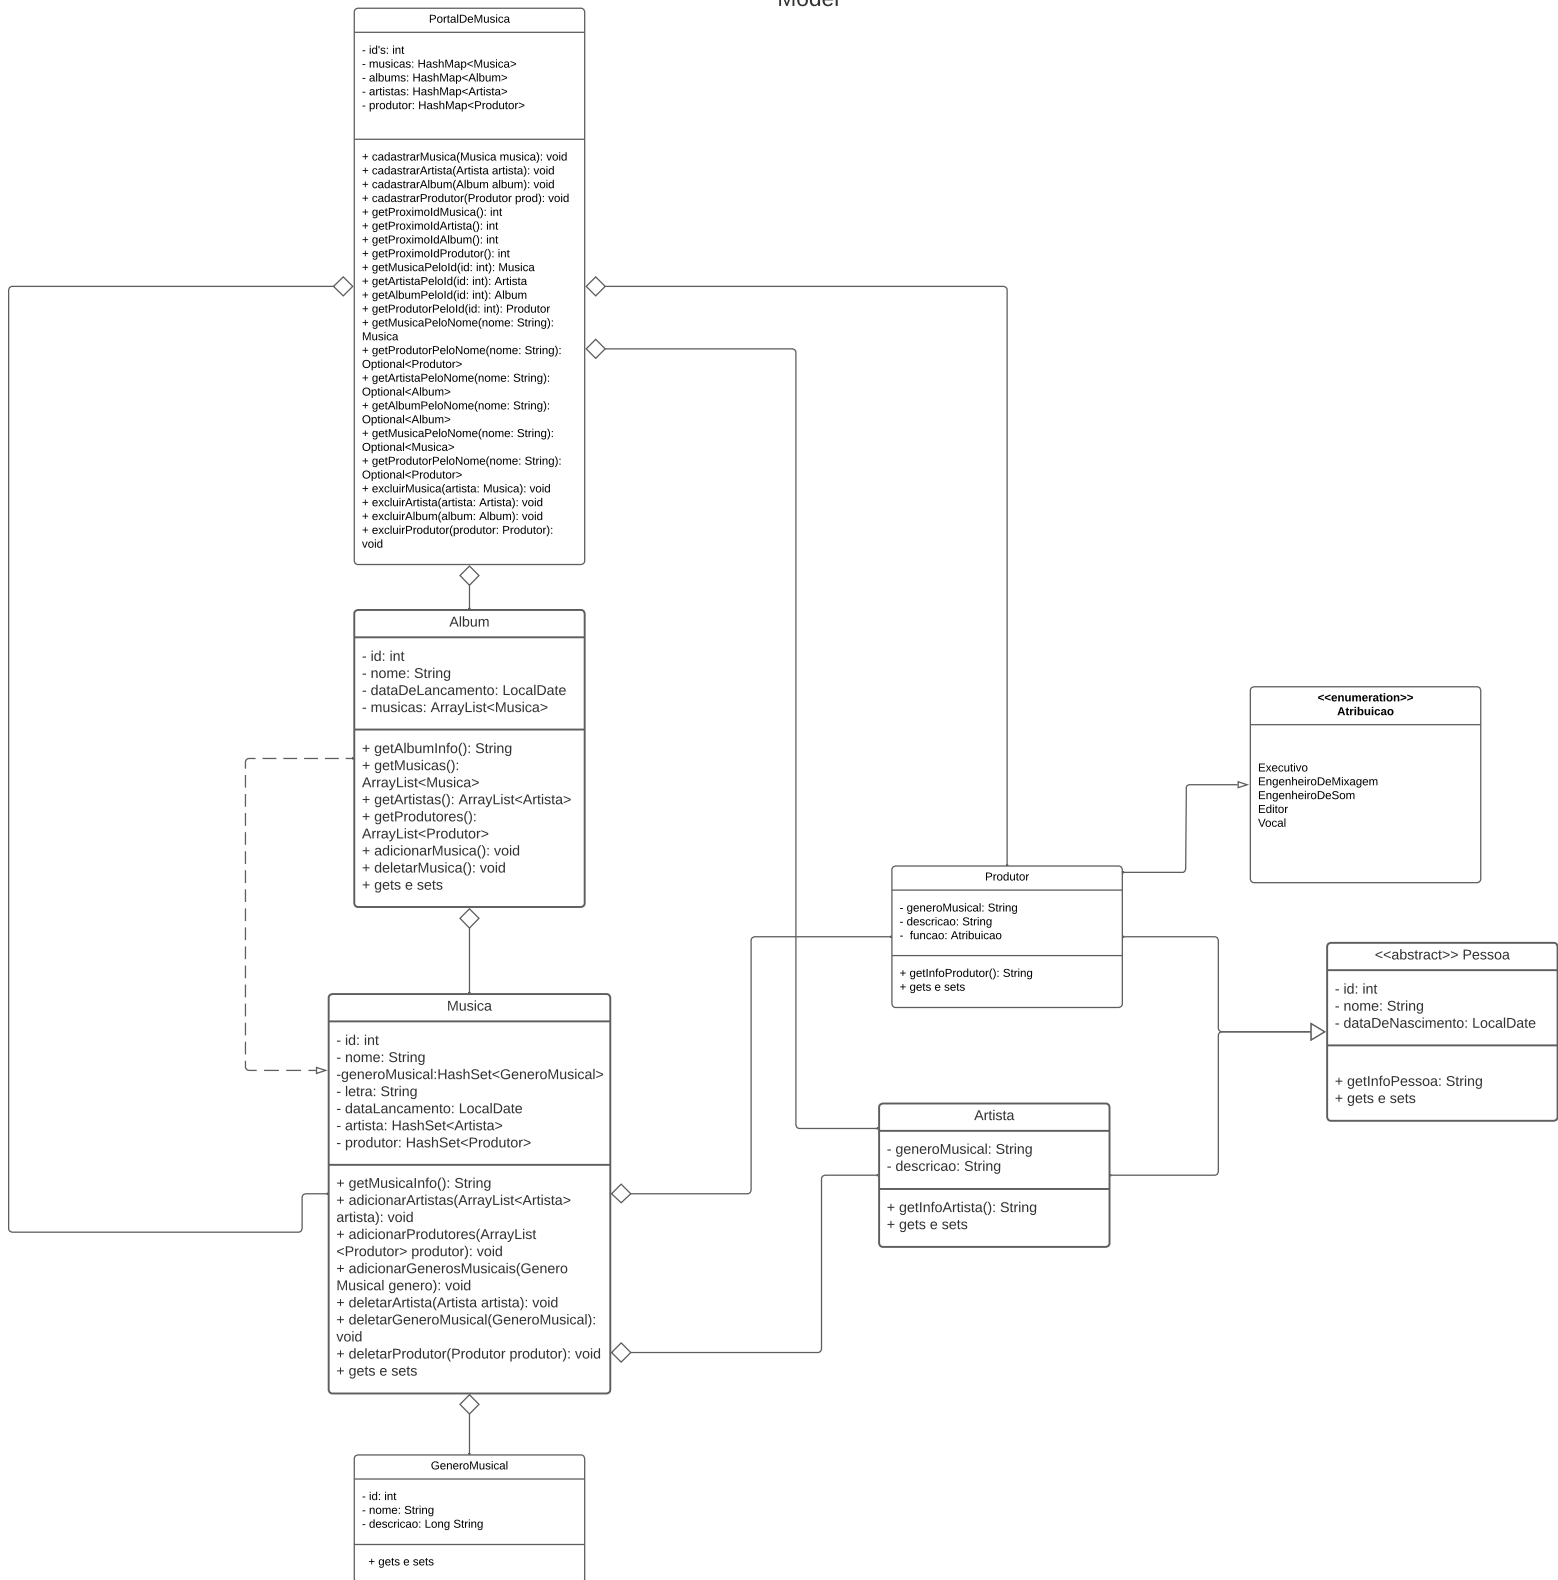 Model
PortalDeMusica
- id's: int
- musicas: HashMap<Musica>
- albums: HashMap<Album>
- artistas: HashMap<Artista>
- produtor: HashMap<Produtor>
+ cadastrarMusica(Musica musica): void
+ cadastrarArtista(Artista artista): void
+ cadastrarAlbum(Album album): void
+ cadastrarProdutor(Produtor prod): void
+ getProximoIdMusica(): int
+ getProximoIdArtista(): int
+ getProximoIdAlbum(): int
+ getProximoIdProdutor(): int
+ getMusicaPeloId(id: int): Musica
+ getArtistaPeloId(id: int): Artista
+ getAlbumPeloId(id: int): Album
+ getProdutorPeloId(id: int): Produtor
+ getMusicaPeloNome(nome: String):
Musica
+ getProdutorPeloNome(nome: String):
Optional<Produtor>
+ getArtistaPeloNome(nome: String):
Optional<Album>
+ getAlbumPeloNome(nome: String):
Optional<Album>
+ getMusicaPeloNome(nome: String):
Optional<Musica>
+ getProdutorPeloNome(nome: String):
Optional<Produtor>
+ excluirMusica(artista: Musica): void
+ excluirArtista(artista: Artista): void
+ excluirAlbum(album: Album): void
+ excluirProdutor(produtor: Produtor):
void
Album
- id: int
- nome: String
- dataDeLancamento: LocalDate
- musicas: ArrayList<Musica>
+ getAlbumInfo(): String
+ getMusicas():
ArrayList<Musica>
+ getArtistas(): ArrayList<Artista>
+ getProdutores():
ArrayList<Produtor>
+ adicionarMusica(): void
+ deletarMusica(): void
+ gets e sets
<<enumeration>>
Atribuicao
Executivo
EngenheiroDeMixagem
EngenheiroDeSom
Editor
Vocal
Produtor
- generoMusical: String
- descricao: String
-  funcao: Atribuicao
+ getInfoProdutor(): String
+ gets e sets
<<abstract>> Pessoa
- id: int
- nome: String
- dataDeNascimento: LocalDate
+ getInfoPessoa: String
+ gets e sets
Musica
- id: int
- nome: String
-generoMusical:HashSet<GeneroMusical>
- letra: String
- dataLancamento: LocalDate
- artista: HashSet<Artista>
- produtor: HashSet<Produtor>
+ getMusicaInfo(): String
+ adicionarArtistas(ArrayList<Artista>
artista): void
+ adicionarProdutores(ArrayList
<Produtor> produtor): void
+ adicionarGenerosMusicais(Genero
Musical genero): void
+ deletarArtista(Artista artista): void
+ deletarGeneroMusical(GeneroMusical):
void
+ deletarProdutor(Produtor produtor): void
+ gets e sets
Artista
- generoMusical: String
- descricao: String
+ getInfoArtista(): String
+ gets e sets
GeneroMusical
- id: int
- nome: String
- descricao: Long String
+ gets e sets